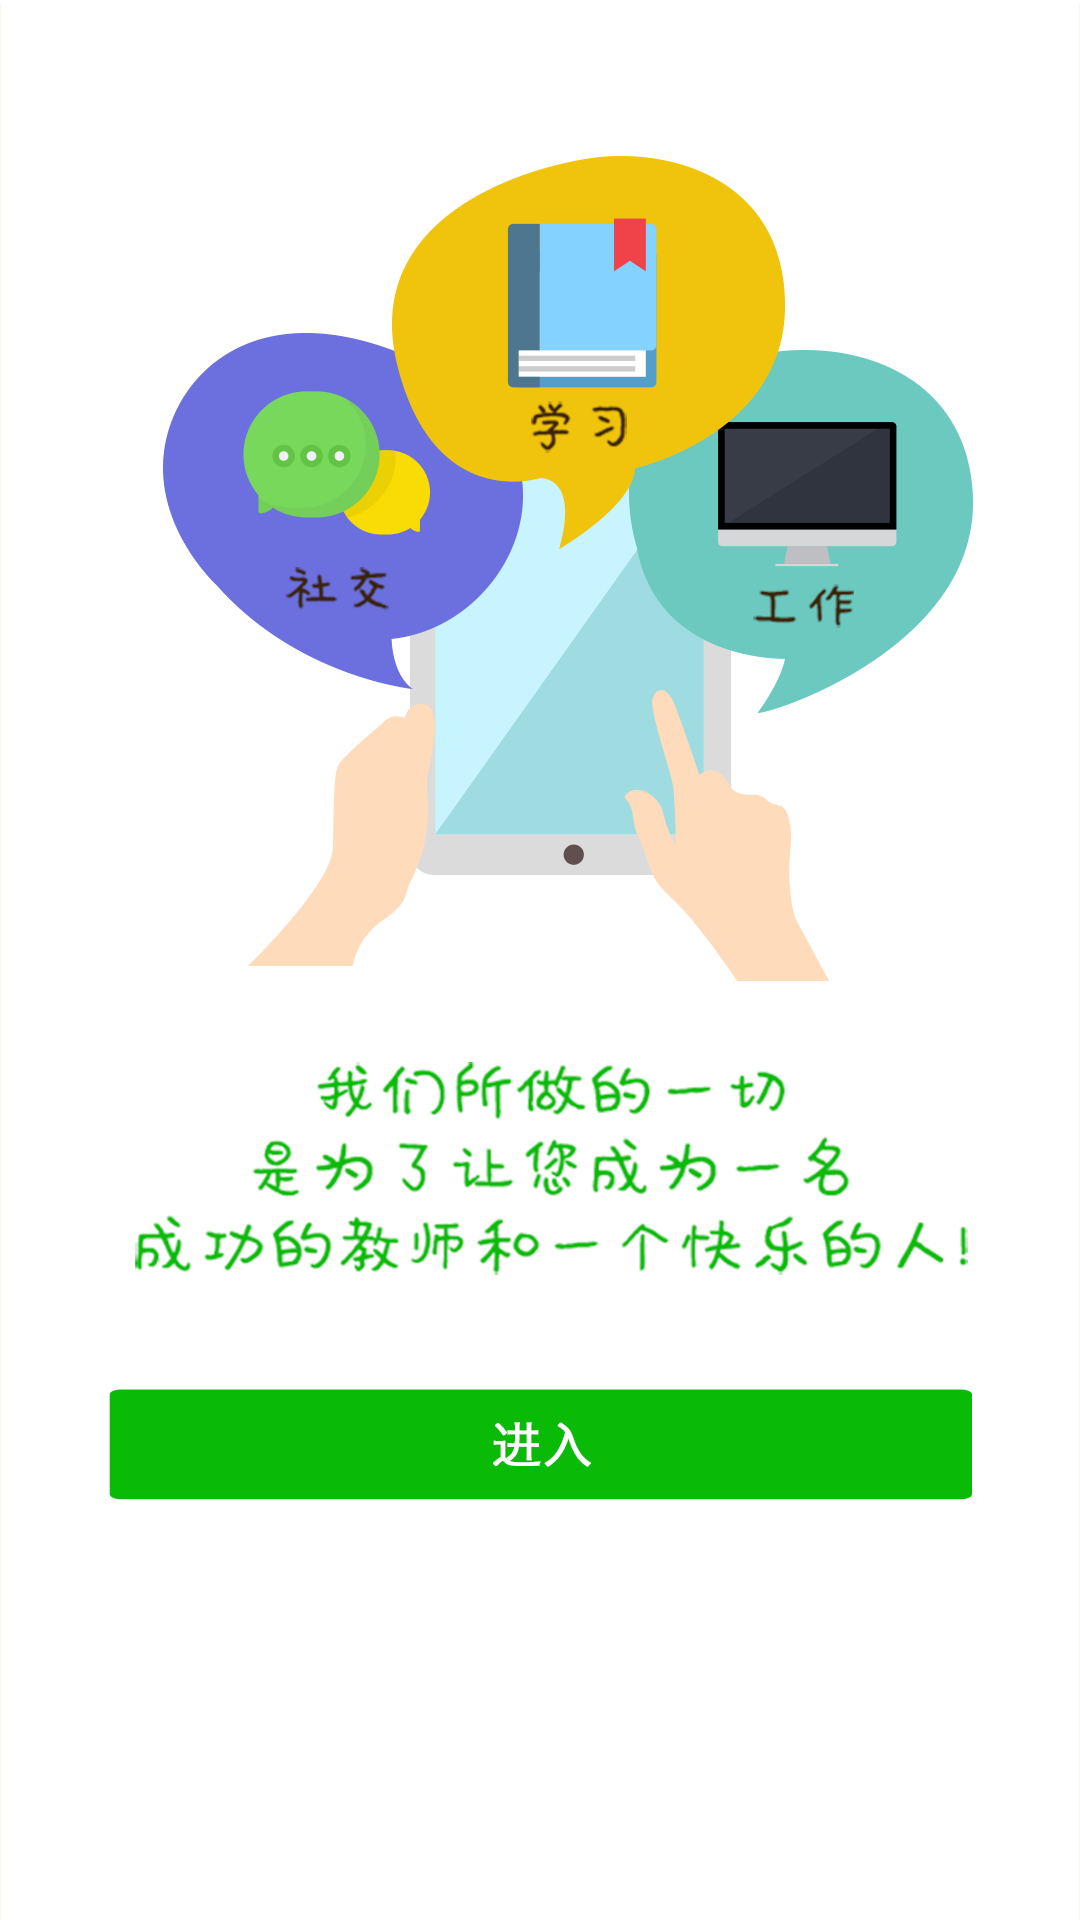 学习
社交
工作
我们所做的一切
是为了让您成为一名
成功的教师和一个快乐的人!
进入